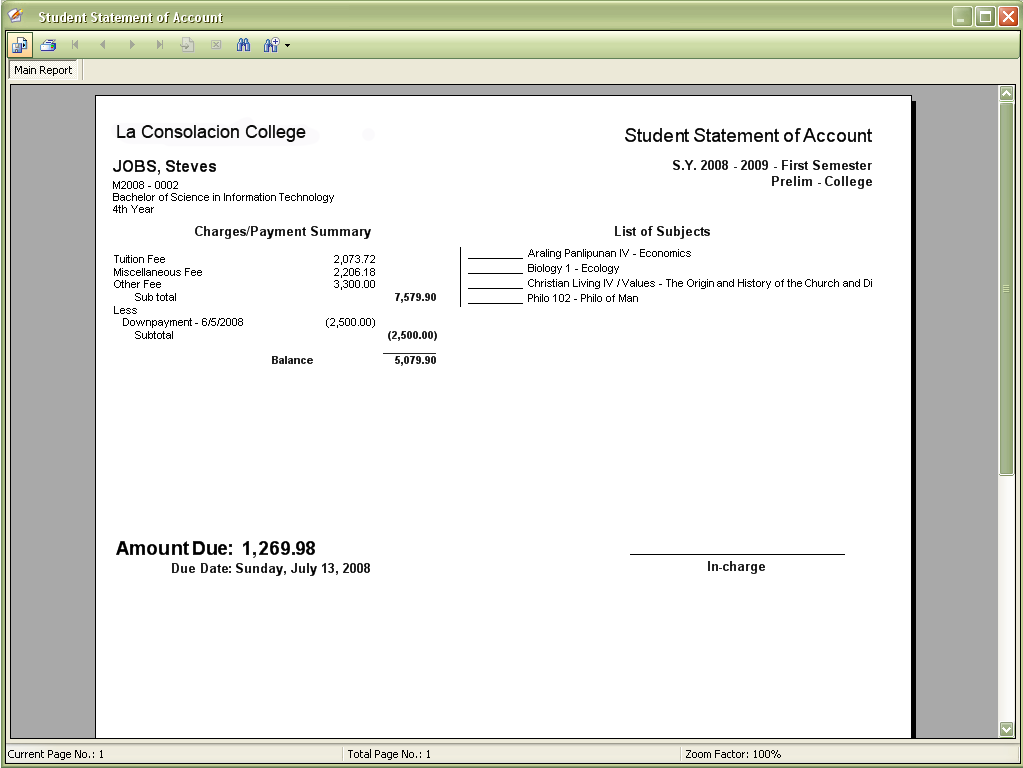 Student Statement of Account
Main Report
La Consolacion College
Student Statement of Account
JOBS, Steves
S.Y. 2008 - 2009 - First Semester
M2008 - 0002
Prelim - College
Bachelor of Science in Information Technology
4th Year
Charges/Payment Summary
List of Subjects
Tuition Fee 2,073.72
Miscellaneous Fee 2,206.18
Other Fee 3,300.00
Sub total 7,579.90
Less
Downpayment - 6/5/2008 (2,500.00)
Subtotal (2,500.00)
Balance 5,079.90
Araling Panlipunan IV - Economics
Biology 1 - Ecology
Christian Living IV / Values - The Origin and History of the Church and Di
Philo 102 - Philo of Man
Amount Due: 1,269.98
Due Date: Sunday, July 13, 2008
In-charge
Current Page No.: 1
Total Page No.: 1
Zoom Factor: 100%